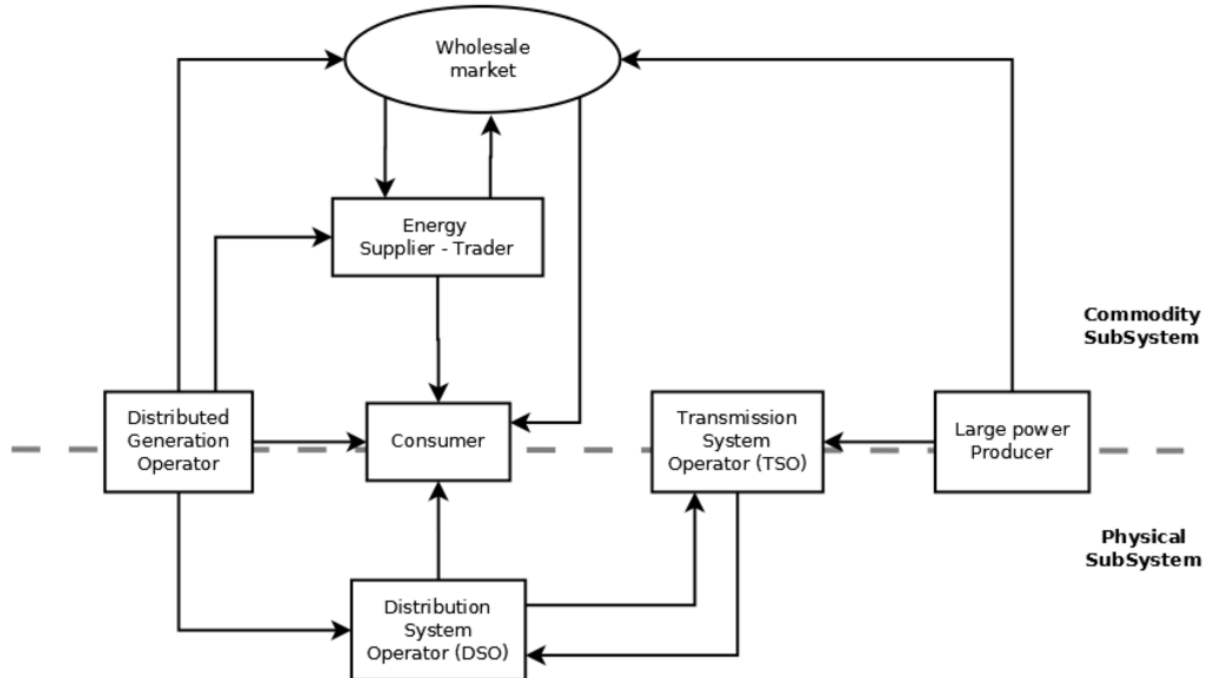 Wholesale
market
Energy
Supplier - Trader
Commodity
SubSystem
Distributed
Generation
Operator
Consumer
Transmission
System
Operator (TSO)
Large power
Producer
Physical
SubSystem
Distribution
System
Operator (DSO)